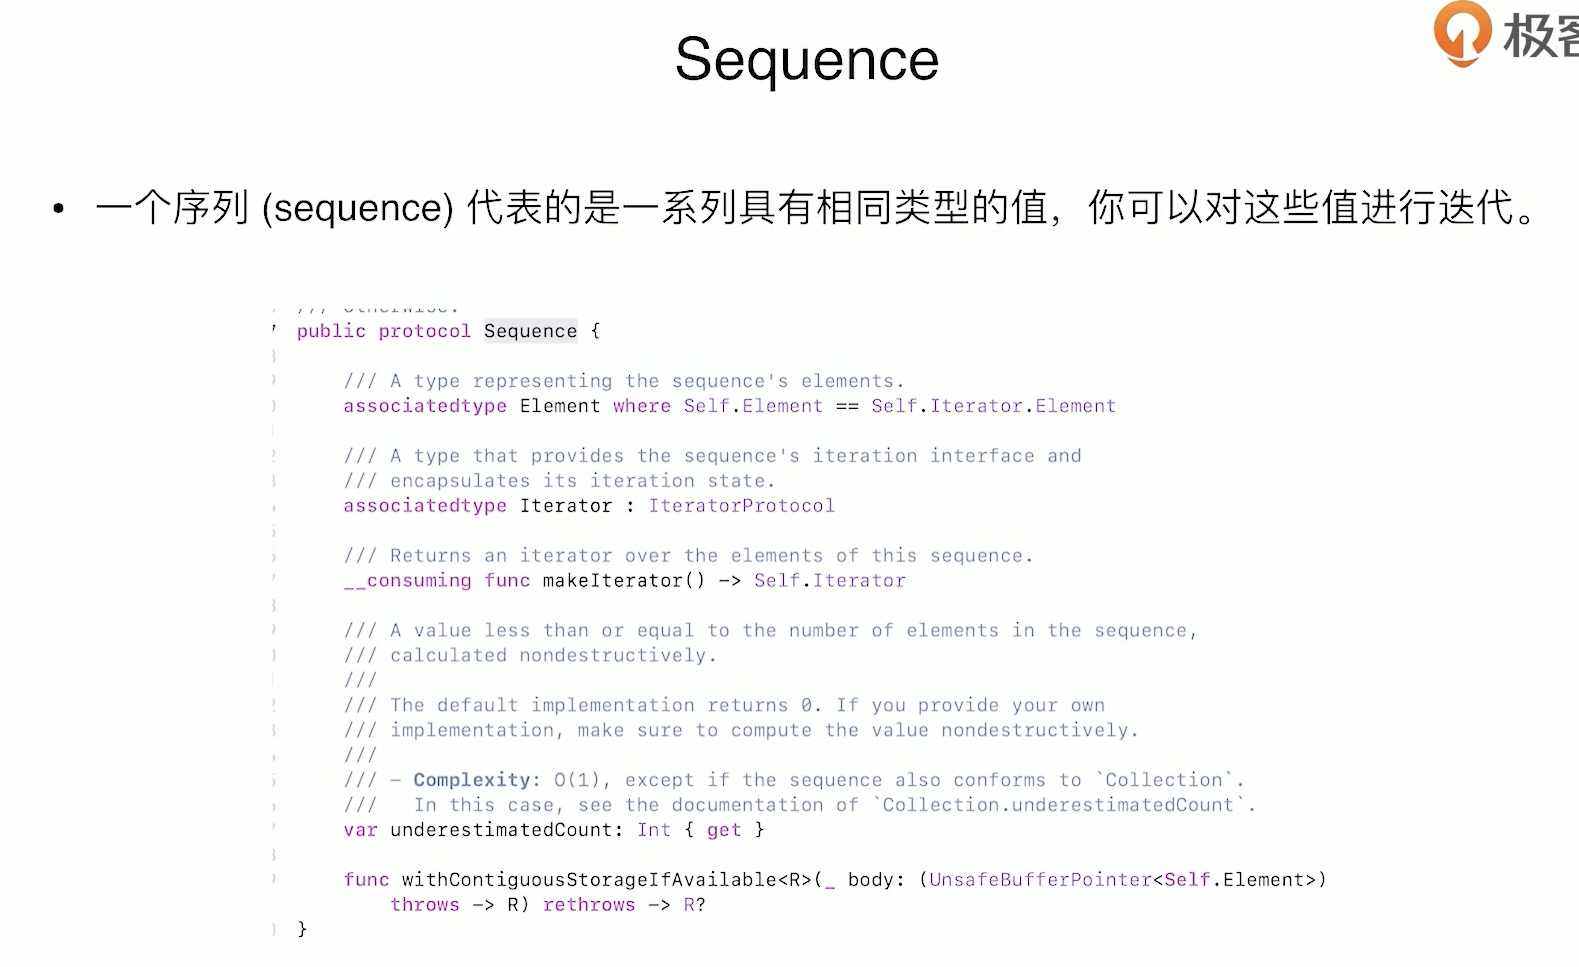 极客
Sequence
• 一个序列 (sequence) 代表的是一系列具有相同类型的值，你可以对这些值进行迭代。
public protocol Sequence {
/// A type representing the sequence's elements.
associatedtype Element where Self.Element == Self.Iterator.Element
/// A type that provides the sequence's iteration interface and
/// encapsulates its iteration state.
associatedtype Iterator : IteratorProtocol
/// Returns an iterator over the elements of this sequence.
__consuming func makeIterator() -> Self.Iterator
/// A value less than or equal to the number of elements in the sequence,
/// calculated nondestructively.
///
/// The default implementation returns 0. If you provide your own
/// implementation, make sure to compute the value nondestructively.
///
/// - Complexity: O(1), except if the sequence also conforms to `Collection`.
///   In this case, see the documentation of `Collection.underestimatedCount`.
var underestimatedCount: Int { get }
func withContiguousStorageIfAvailable<R>(_ body: (UnsafeBufferPointer<Self.Element>)
throws -> R) rethrows -> R?
}